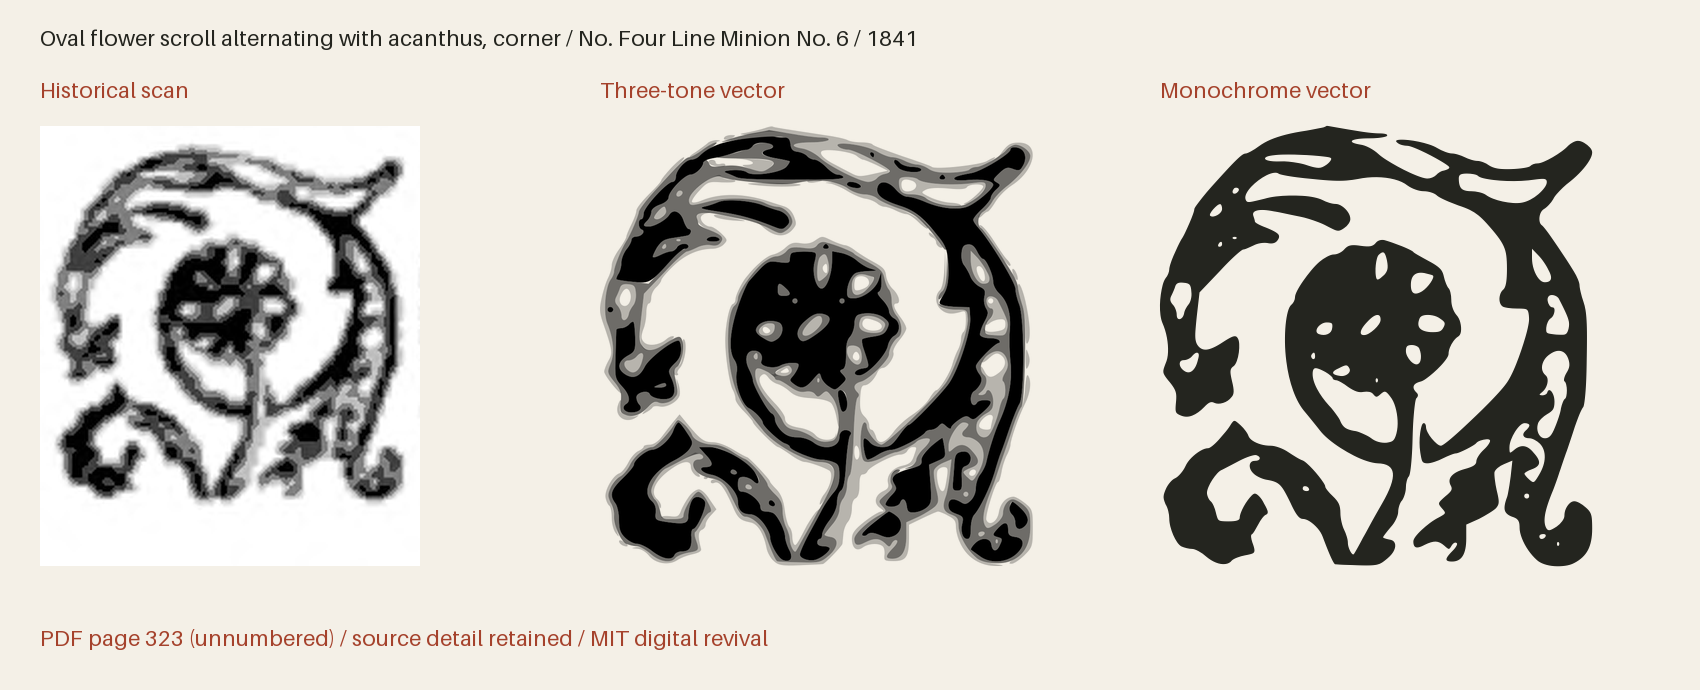 Oval flower scroll alternating with acanthus, corner / No. Four Line Minion No. 6 / 1841
Historical scan
Three-tone vector
Monochrome vector
PDF page 323 (unnumbered) / source detail retained / MIT digital revival